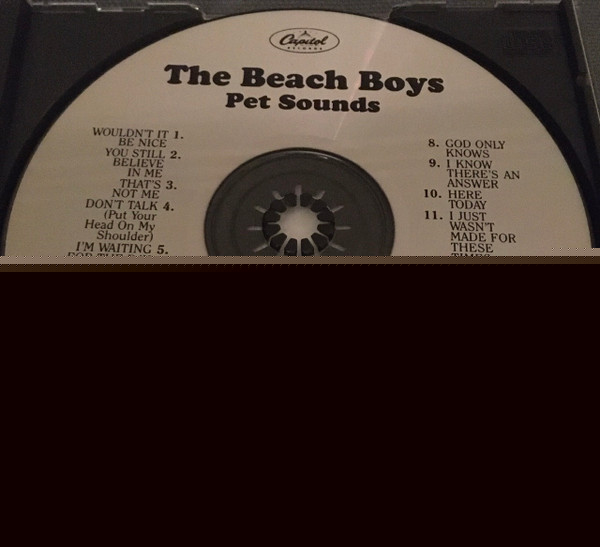 Capitol
RECORDS
The Beach Boys
Pet Sounds
WOULDN'T IT 1.
BE NICE
YOU STILL 2.
BELIEVE
IN ME
THAT'S 3.
NOT ME
DON'T TALK 4.
(Put Your
Head On My
Shoulder)
I'M WAITING 5.
8. GOD ONLY
KNOWS
9. I KNOW
THERE'S AN
ANSWER
10. HERE
TODAY
11. I JUST
WASN'T
MADE FOR
THESE
TIMES